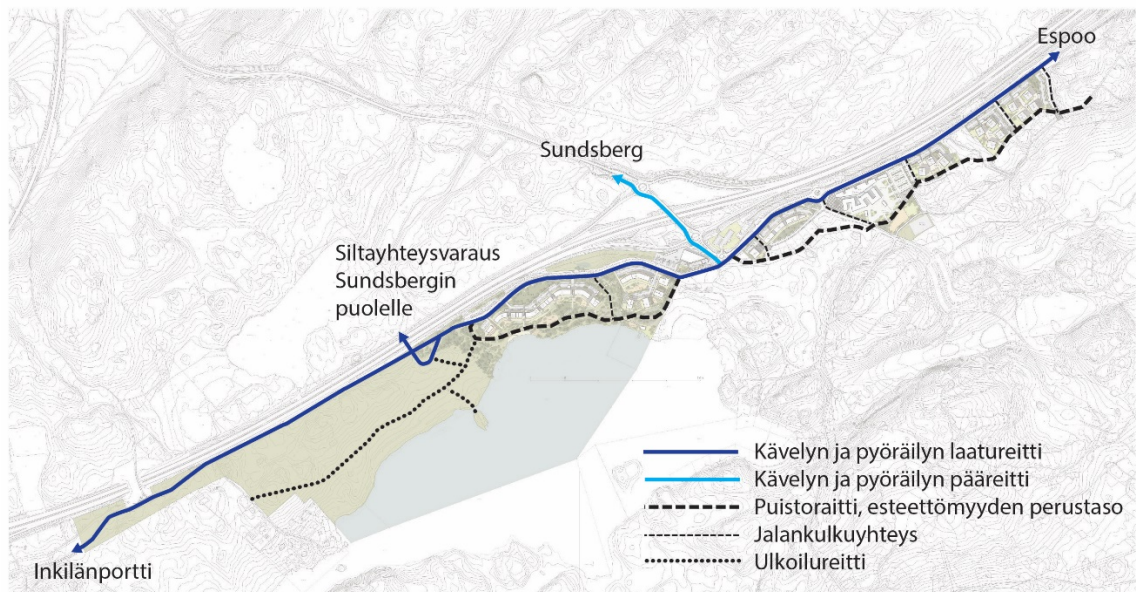 Espoo
Sundsberg
Siltayhteysvaraus
Sundsbergin
puolelle
Kävelyn ja pyöräilyn laatureitti
Kävelyn ja pyöräilyn pääreitti
Puistoraitti, esteettömyyden perustaso
Jalankulkuyhteys
Ulkoilureitti
Inkilänportti